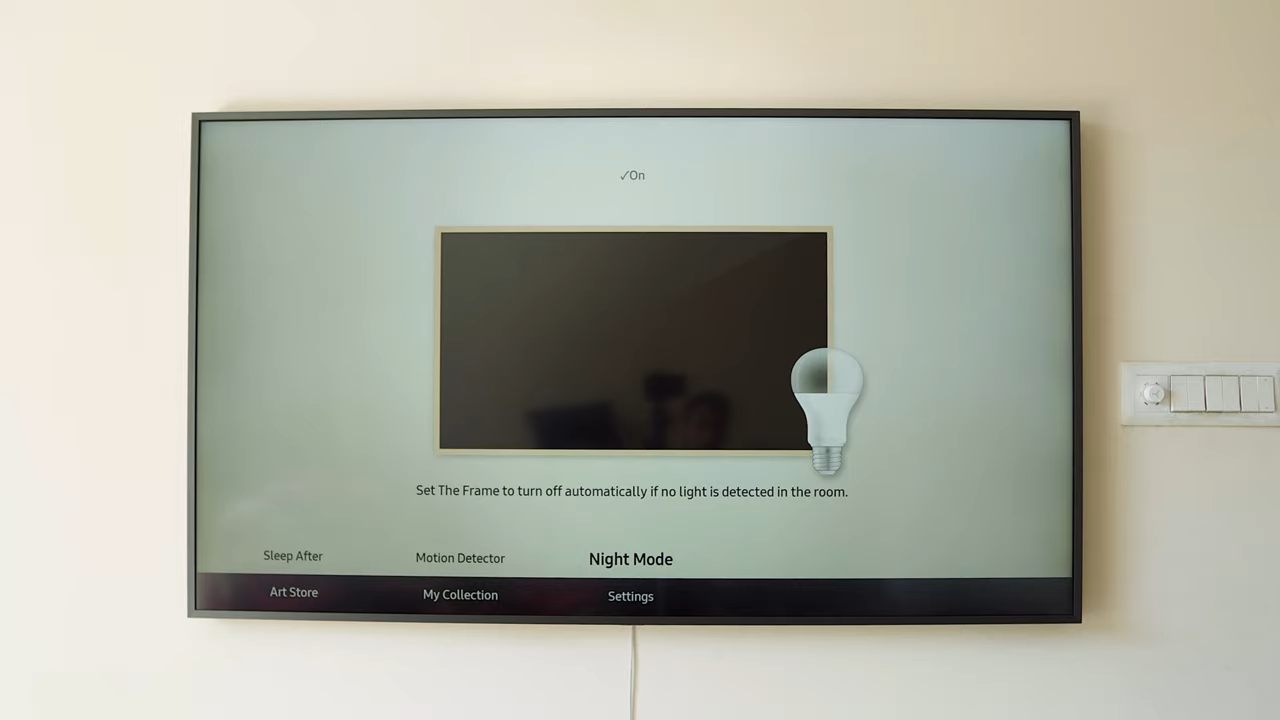 ✓On
Set The Frame to turn off automatically if no light is detected in the room.
Sleep After
Motion Detector
Night Mode
Art Store
My Collection
Settings